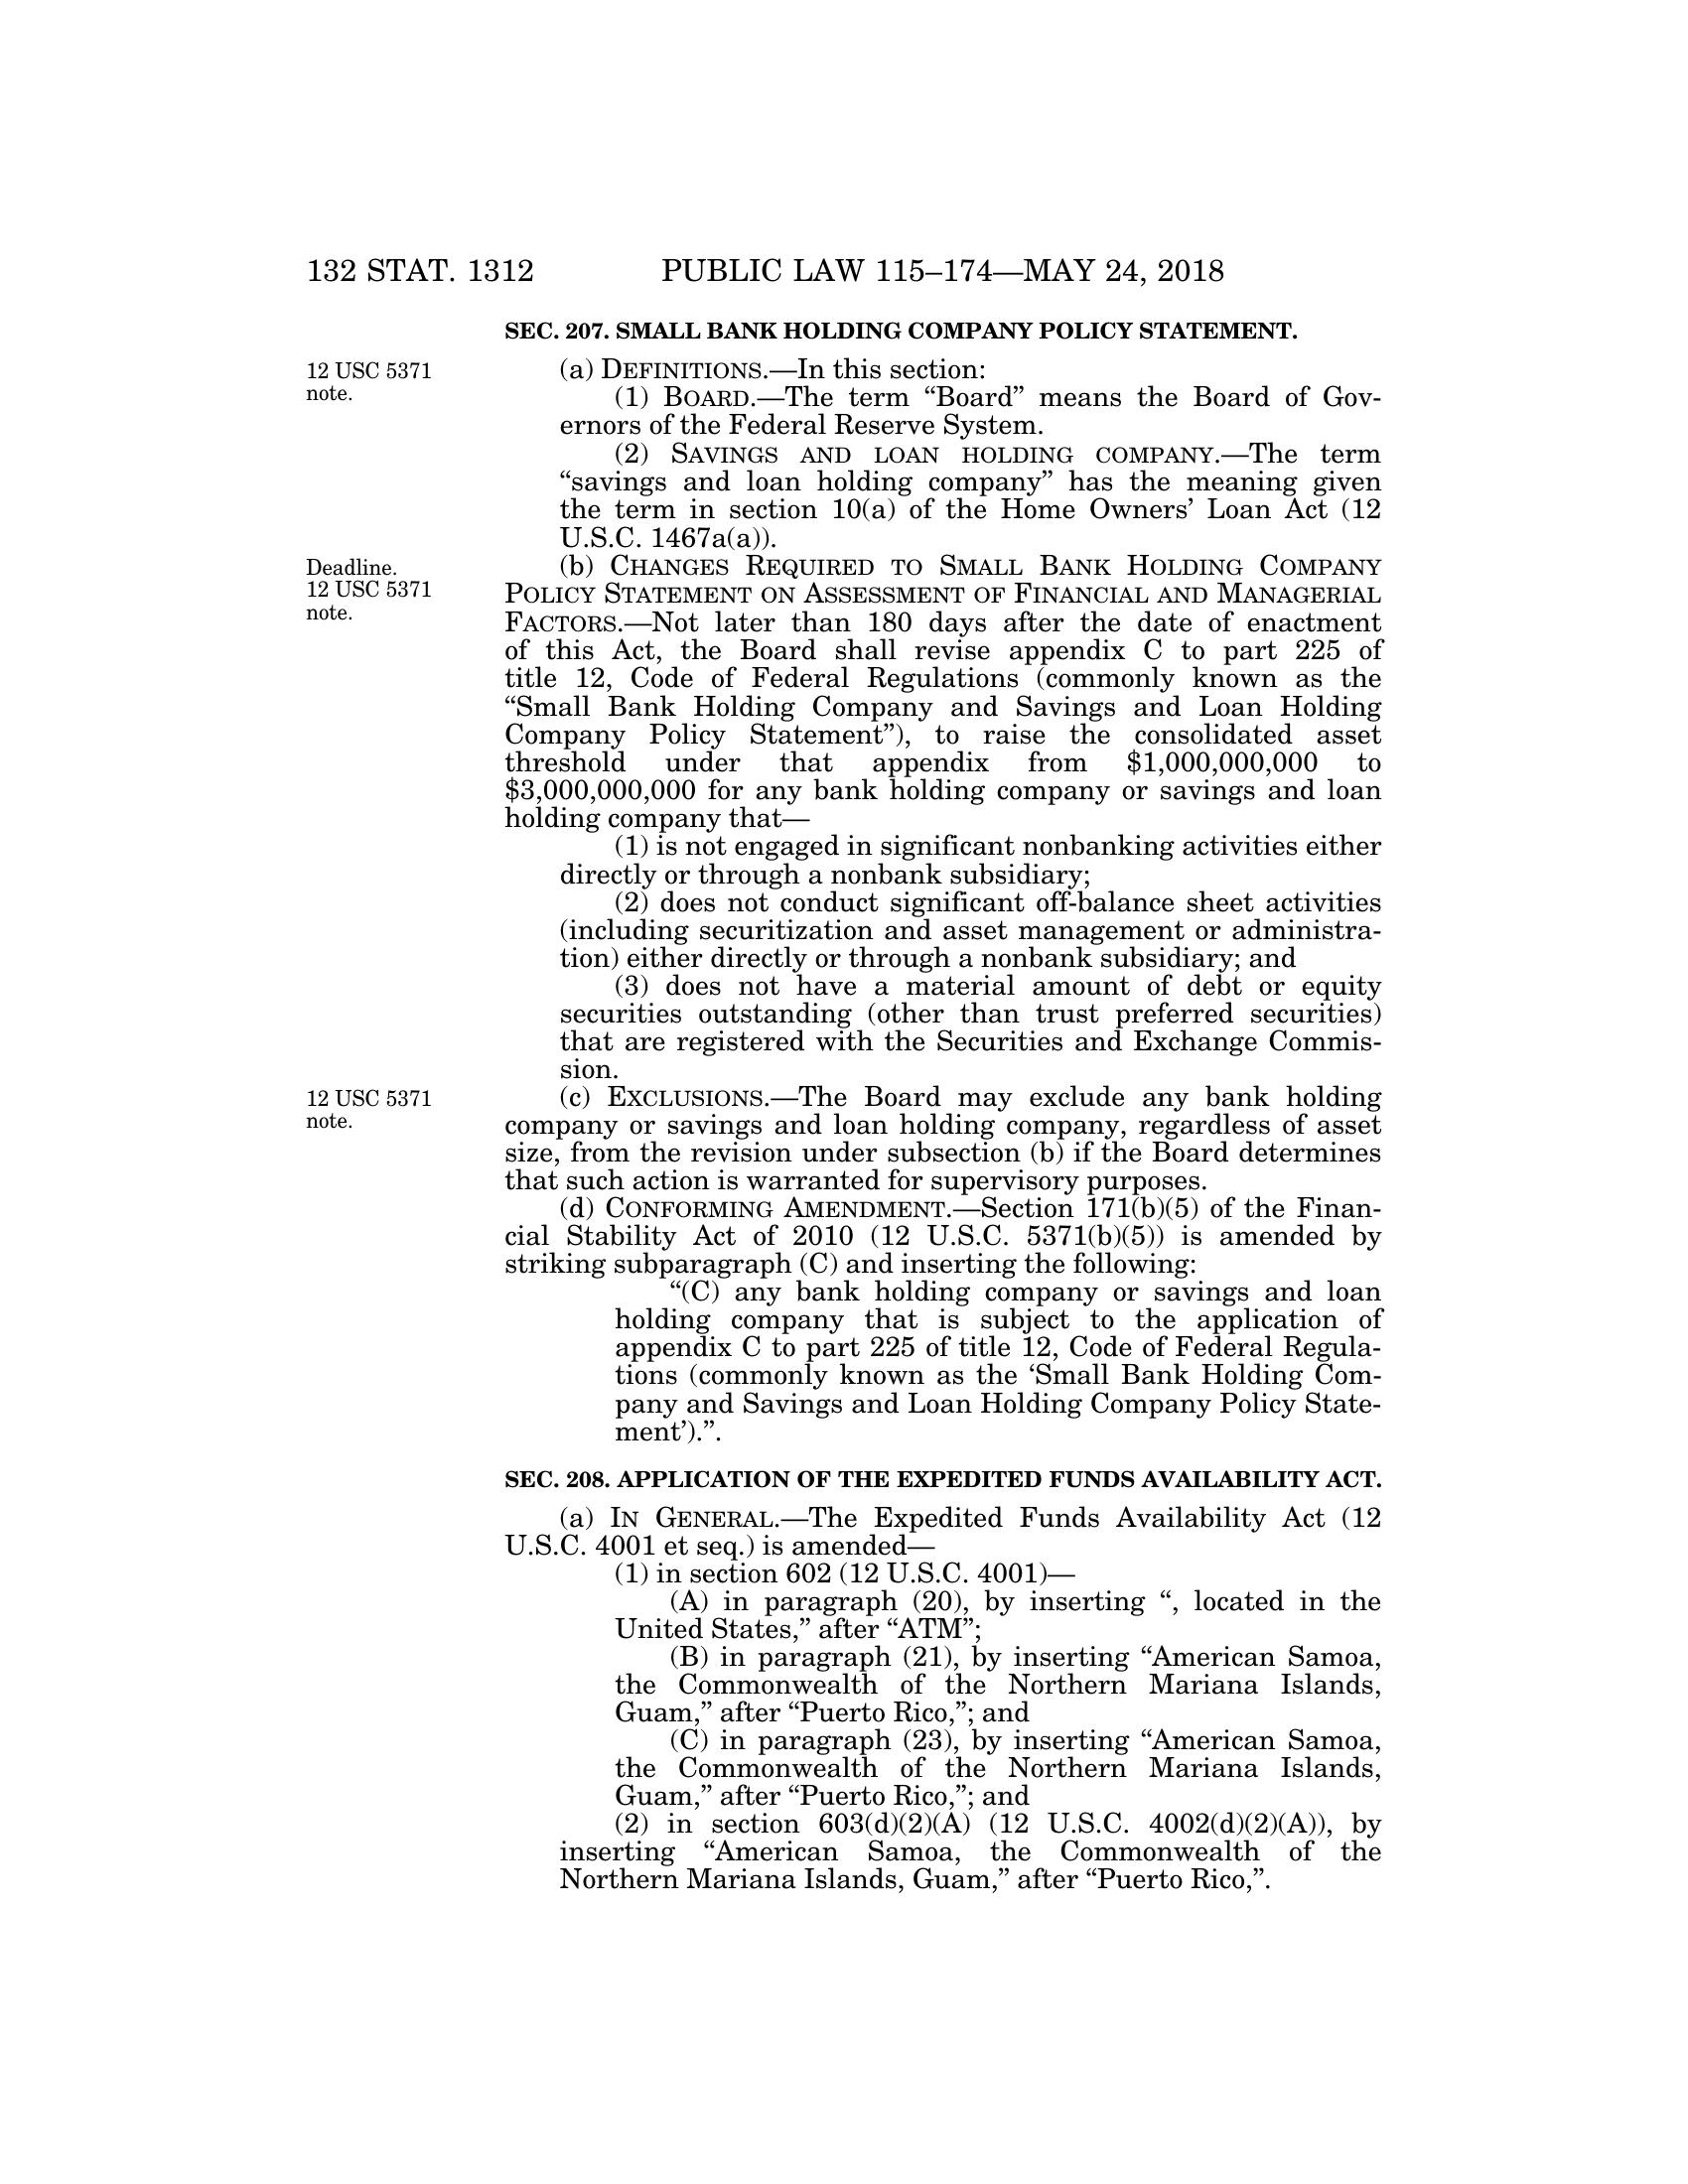 132 STAT. 1312 PUBLIC LAW 115–174—MAY 24, 2018
SEC. 207. SMALL BANK HOLDING COMPANY POLICY STATEMENT.
12 USC 5371
note.
(a) DEFINITIONS.—In this section:
(1) BOARD.—The term “Board” means the Board of Gov-
ernors of the Federal Reserve System.
(2) SAVINGS AND LOAN HOLDING COMPANY.—The term
“savings and loan holding company” has the meaning given
the term in section 10(a) of the Home Owners’ Loan Act (12
U.S.C. 1467a(a)).
Deadline.
12 USC 5371
note.
(b) CHANGES REQUIRED TO SMALL BANK HOLDING COMPANY
POLICY STATEMENT ON ASSESSMENT OF FINANCIAL AND MANAGERIAL
FACTORS.—Not later than 180 days after the date of enactment
of this Act, the Board shall revise appendix C to part 225 of
title 12, Code of Federal Regulations (commonly known as the
“Small Bank Holding Company and Savings and Loan Holding
Company Policy Statement”), to raise the consolidated asset
threshold under that appendix from $1,000,000,000 to
$3,000,000,000 for any bank holding company or savings and loan
holding company that—
(1) is not engaged in significant nonbanking activities either
directly or through a nonbank subsidiary;
(2) does not conduct significant off-balance sheet activities
(including securitization and asset management or administra-
tion) either directly or through a nonbank subsidiary; and
(3) does not have a material amount of debt or equity
securities outstanding (other than trust preferred securities)
that are registered with the Securities and Exchange Commis-
sion.
12 USC 5371
note.
(c) EXCLUSIONS.—The Board may exclude any bank holding
company or savings and loan holding company, regardless of asset
size, from the revision under subsection (b) if the Board determines
that such action is warranted for supervisory purposes.
(d) CONFORMING AMENDMENT.—Section 171(b)(5) of the Finan-
cial Stability Act of 2010 (12 U.S.C. 5371(b)(5)) is amended by
striking subparagraph (C) and inserting the following:
“(C) any bank holding company or savings and loan
holding company that is subject to the application of
appendix C to part 225 of title 12, Code of Federal Regula-
tions (commonly known as the ‘Small Bank Holding Com-
pany and Savings and Loan Holding Company Policy State-
ment’).”.
SEC. 208. APPLICATION OF THE EXPEDITED FUNDS AVAILABILITY ACT.
(a) IN GENERAL.—The Expedited Funds Availability Act (12
U.S.C. 4001 et seq.) is amended—
(1) in section 602 (12 U.S.C. 4001)—
(A) in paragraph (20), by inserting “, located in the
United States,” after “ATM”;
(B) in paragraph (21), by inserting “American Samoa,
the Commonwealth of the Northern Mariana Islands,
Guam,” after “Puerto Rico,”; and
(C) in paragraph (23), by inserting “American Samoa,
the Commonwealth of the Northern Mariana Islands,
Guam,” after “Puerto Rico,”; and
(2) in section 603(d)(2)(A) (12 U.S.C. 4002(d)(2)(A)), by
inserting “American Samoa, the Commonwealth of the
Northern Mariana Islands, Guam,” after “Puerto Rico,”.